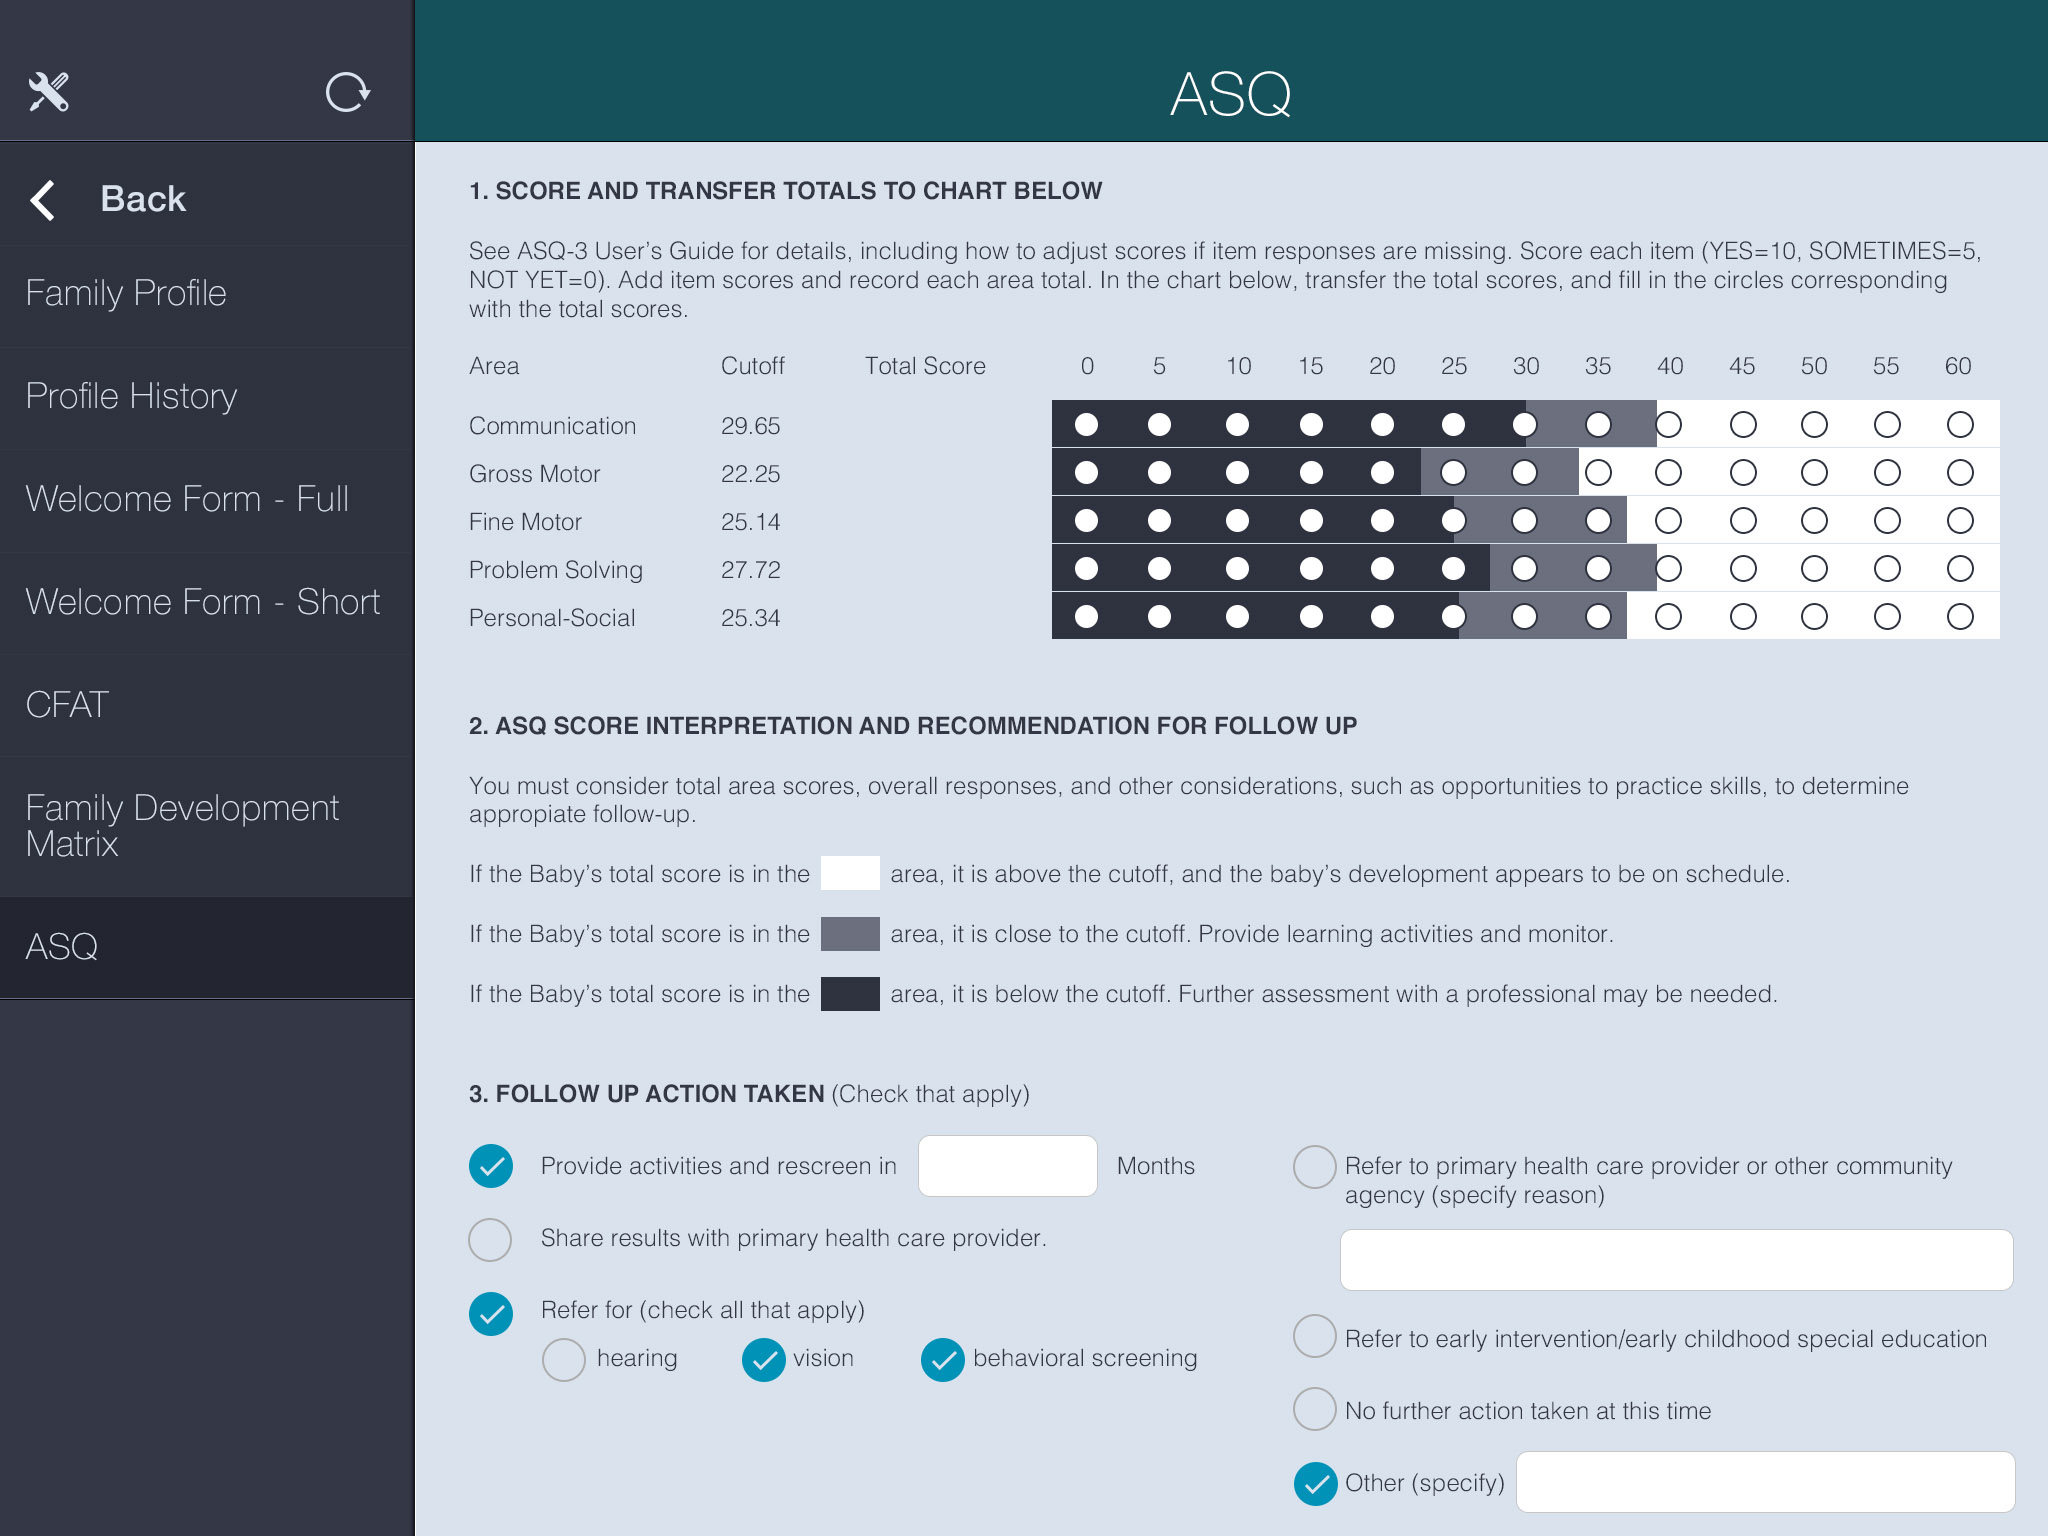 ASQ
Back
Family Profile
Profile History
Welcome Form - Full
Welcome Form - Short
CFAT
Family Development
Matrix
ASQ
1. SCORE AND TRANSFER TOTALS TO CHART BELOW
See ASQ-3 User's Guide for details, including how to adjust scores if item responses are missing. Score each item (YES=10, SOMETIMES=5,
NOT YET=0). Add item scores and record each area total. In the chart below, transfer the total scores, and fill in the circles corresponding
with the total scores.
Area Cutoff Total Score 0 5 10 15 20 25 30 35 40 45 50 55 60
Communication 29.65
Gross Motor 22.25
Fine Motor 25.14
Problem Solving 27.72
Personal-Social 25.34
2. ASQ SCORE INTERPRETATION AND RECOMMENDATION FOR FOLLOW UP
You must consider total area scores, overall responses, and other considerations, such as opportunities to practice skills, to determine
appropiate follow-up.
If the Baby's total score is in the area, it is above the cutoff, and the baby's development appears to be on schedule.
If the Baby's total score is in the area, it is close to the cutoff. Provide learning activities and monitor.
If the Baby's total score is in the area, it is below the cutoff. Further assessment with a professional may be needed.
3. FOLLOW UP ACTION TAKEN (Check that apply)
Provide activities and rescreen in Months
Share results with primary health care provider.
Refer for (check all that apply)
hearing vision behavioral screening
Refer to primary health care provider or other community
agency (specify reason)
Refer to early intervention/early childhood special education
No further action taken at this time
Other (specify)